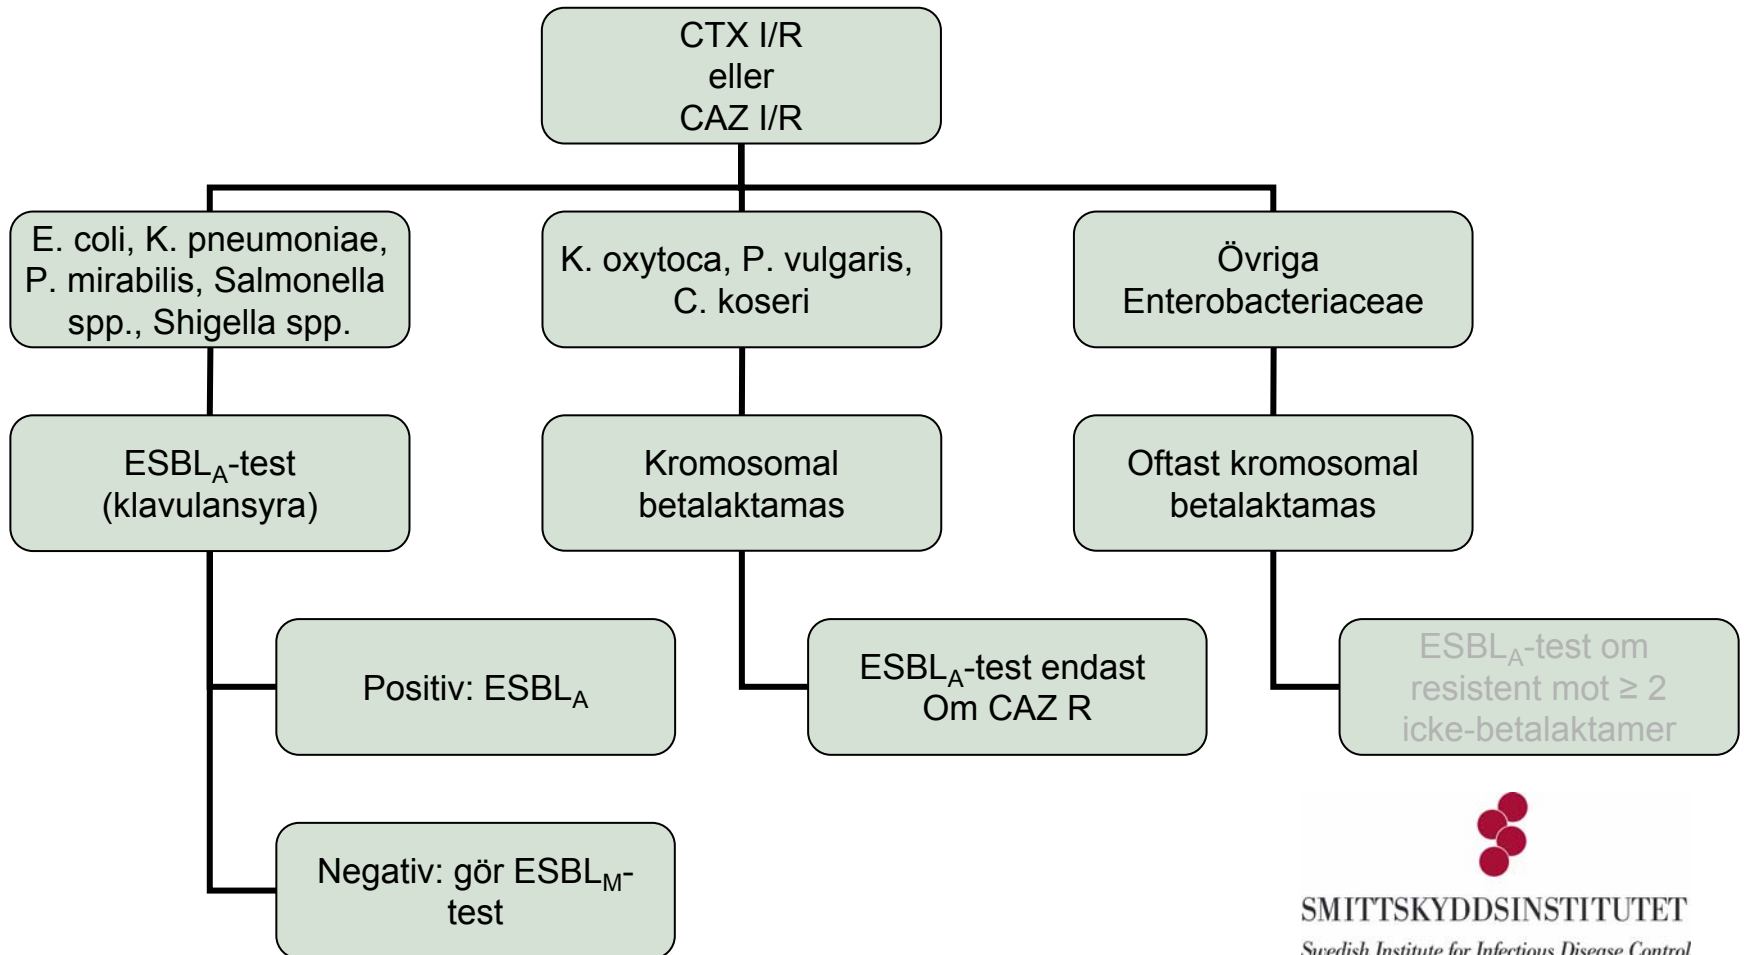 CTX I/R
eller
CAZ I/R
E. coli, K. pneumoniae,
P. mirabilis, Salmonella
spp., Shigella spp.
K. oxytoca, P. vulgaris,
C. koseri
Övriga
Enterobacteriaceae
ESBLA-test
(klavulansyra)
Kromosomal
betalaktamas
Oftast kromosomal
betalaktamas
Positiv: ESBLA
ESBLA-test endast
Om CAZ R
ESBLA-test om
resistent mot ≥ 2
icke-betalaktamer
Negativ: gör ESBLM-
test
SMITTSKYDDSINSTITUTET
Swedish Institute for Infectious Disease Control